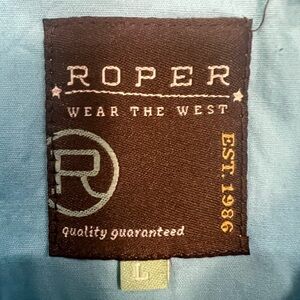 ROPER
WEAR THE WEST
EST. 1986
R
quality guaranteed
L